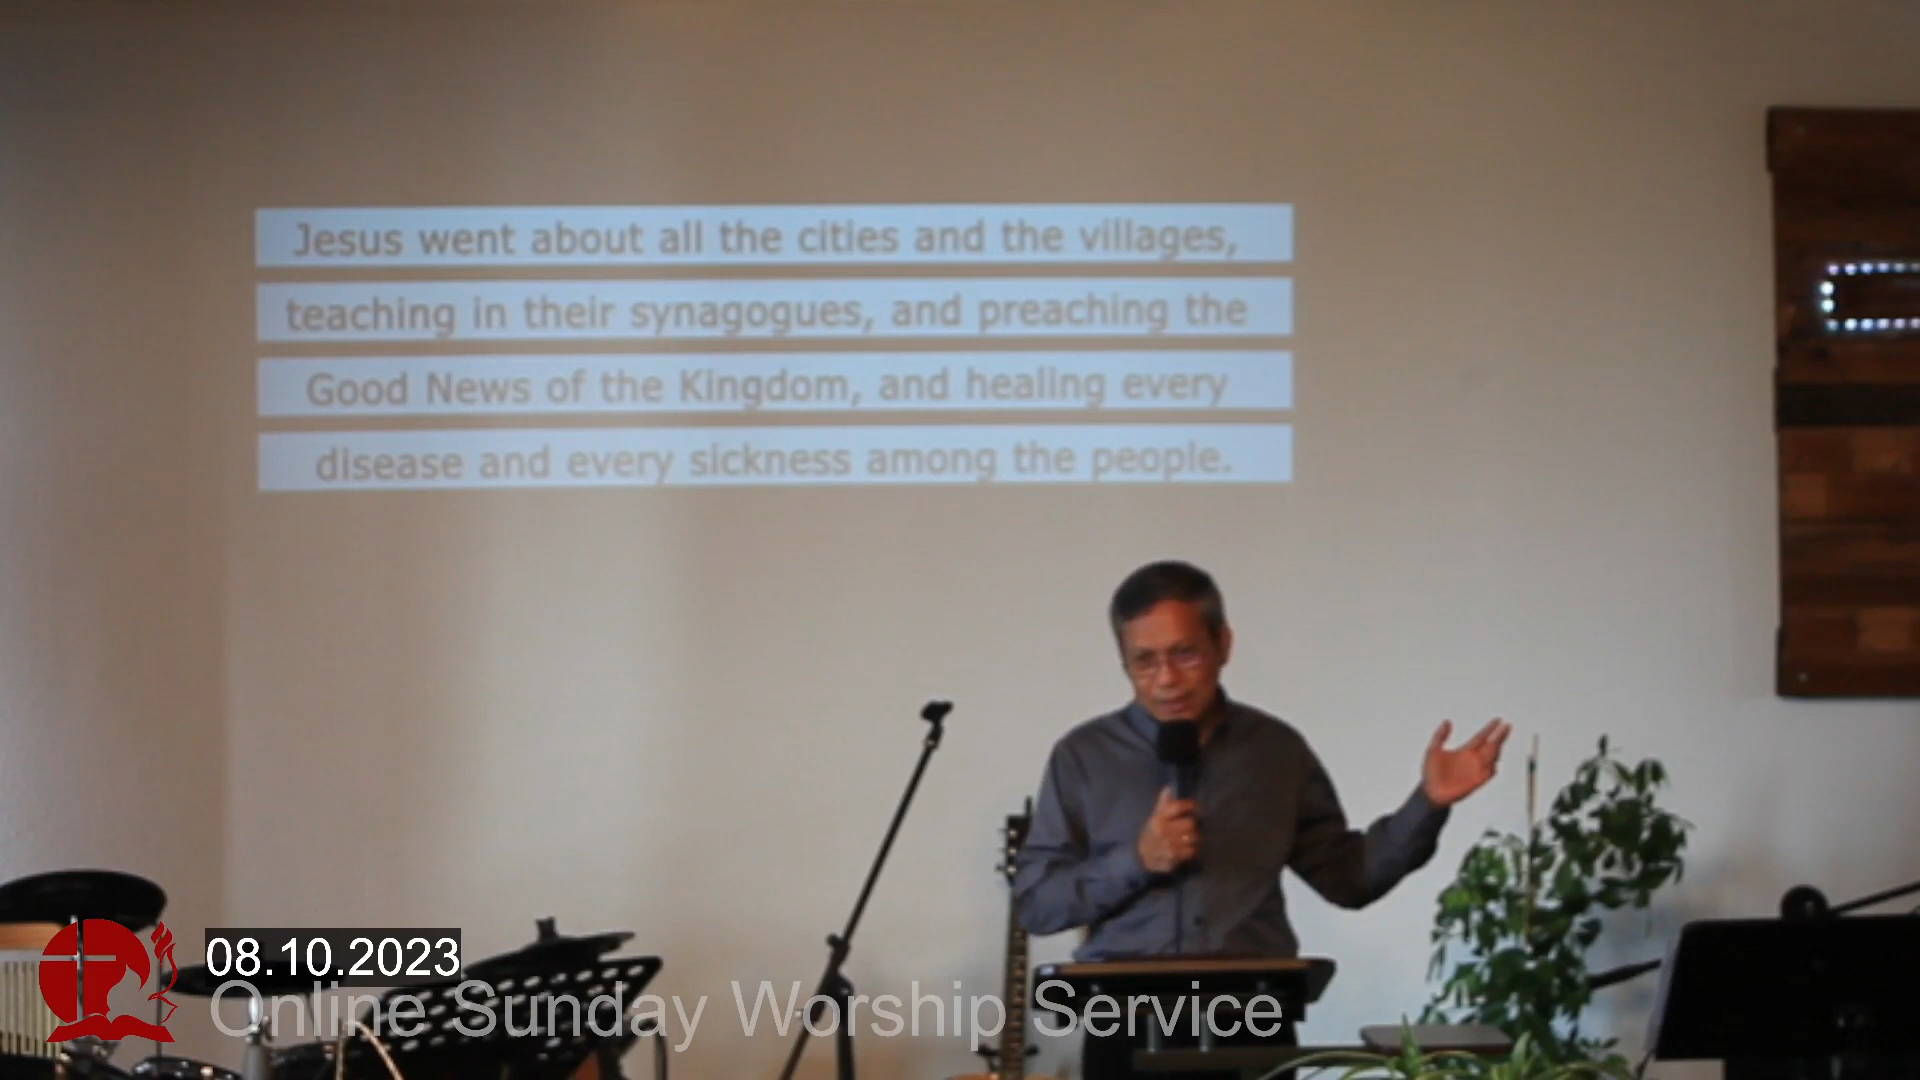 Jesus went about all the cities and the villages,
teaching in their synagogues, and preaching the
Good News of the Kingdom, and healing every
disease and every sickness among the people.
08.10.2023
Online Sunday Worship Service